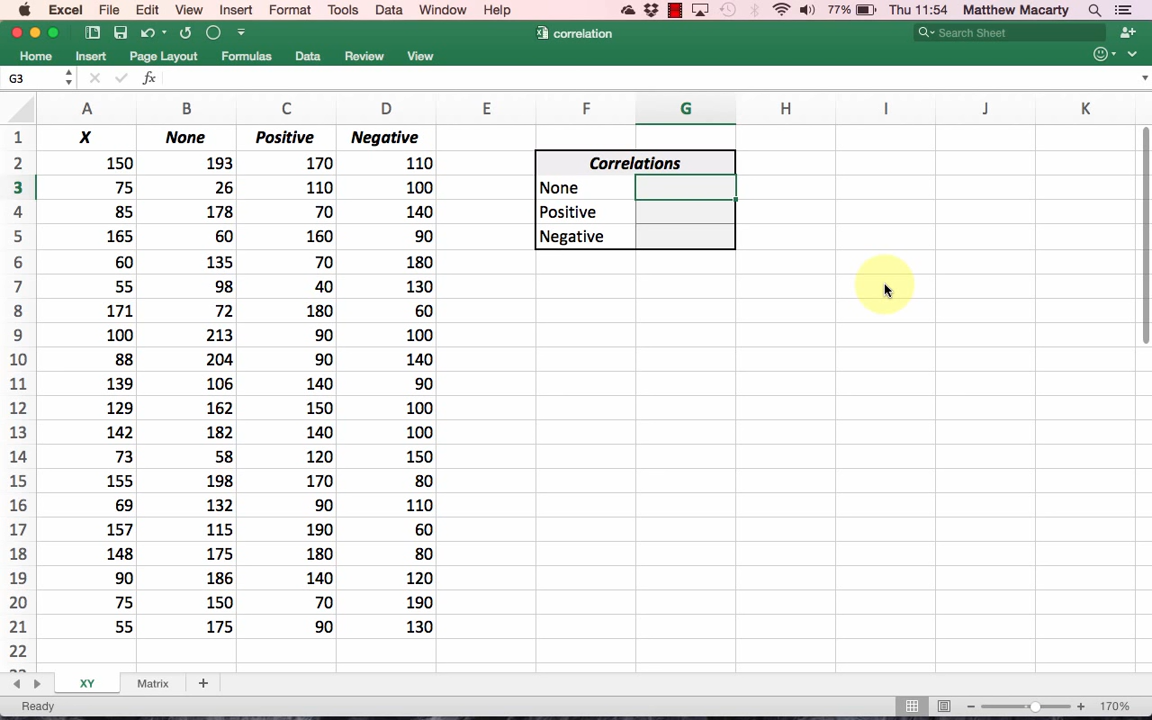 Excel File Edit View Insert Format Tools Data Window Help 77% Thu 11:54 Matthew Macarty
correlation Search Sheet
Home Insert Page Layout Formulas Data Review View
G3 fx
A B C D E F G H I J K
1 X None Positive Negative
2 150 193 170 110 Correlations
3 75 26 110 100 None
4 85 178 70 140 Positive
5 165 60 160 90 Negative
6 60 135 70 180
7 55 98 40 130
8 171 72 180 60
9 100 213 90 100
10 88 204 90 140
11 139 106 140 90
12 129 162 150 100
13 142 182 140 100
14 73 58 120 150
15 155 198 170 80
16 69 132 90 110
17 157 115 190 60
18 148 175 180 80
19 90 186 140 120
20 75 150 70 190
21 55 175 90 130
22
XY Matrix +
Ready 170%